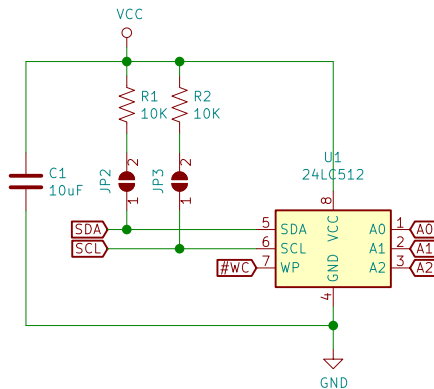 VCC
R1
10K
R2
10K
JP2
2
1
JP3
2
1
C1
10uF
U1
24LC512
SDA
SCL
#WC
5
6
7
8
4
SDA
SCL
WP
VCC
GND
A0
A1
A2
1
2
3
A0
A1
A2
GND